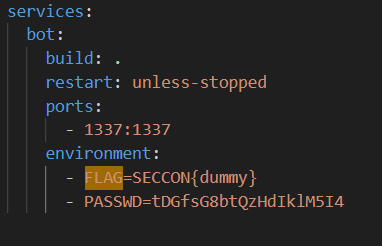 services:
bot:
build: .
restart: unless-stopped
ports:
- 1337:1337
environment:
- FLAG=SECCON{dummy}
- PASSWD=tDGfsG8btQzHdIklM5I4